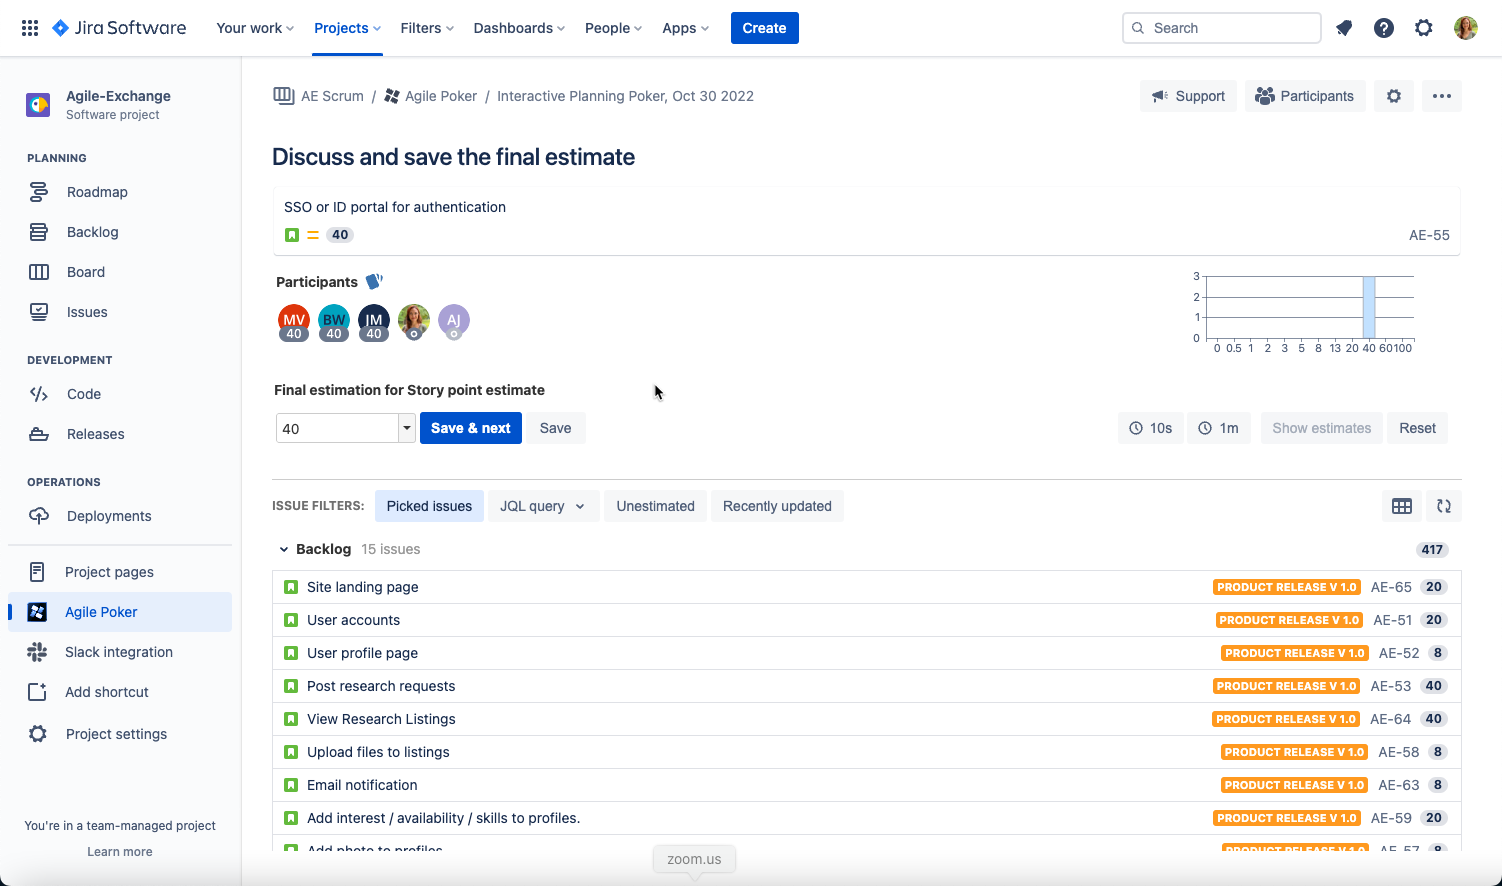 Jira Software
Your work
Projects
Filters
Dashboards
People
Apps
Create
Search
Agile-Exchange
Software project
PLANNING
Roadmap
Backlog
Board
Issues
DEVELOPMENT
Code
Releases
OPERATIONS
Deployments
Project pages
Agile Poker
Slack integration
Add shortcut
Project settings
You're in a team-managed project
Learn more
AE Scrum / Agile Poker / Interactive Planning Poker, Oct 30 2022
Support
Participants
Discuss and save the final estimate
SSO or ID portal for authentication
40
AE-55
Participants
MV BW JM AJ
40 40 40
3
2
1
0
0 0.5 1 2 3 5 8 13 20 40 60 100
Final estimation for Story point estimate
40
Save & next
Save
10s
1m
Show estimates
Reset
ISSUE FILTERS:
Picked issues
JQL query
Unestimated
Recently updated
Backlog 15 issues 417
Site landing page PRODUCT RELEASE V 1.0 AE-65 20
User accounts PRODUCT RELEASE V 1.0 AE-51 20
User profile page PRODUCT RELEASE V 1.0 AE-52 8
Post research requests PRODUCT RELEASE V 1.0 AE-53 40
View Research Listings PRODUCT RELEASE V 1.0 AE-64 40
Upload files to listings PRODUCT RELEASE V 1.0 AE-58 8
Email notification PRODUCT RELEASE V 1.0 AE-63 8
Add interest / availability / skills to profiles. PRODUCT RELEASE V 1.0 AE-59 20
Add photo to profiles PRODUCT RELEASE V 1.0 AE-57 8
zoom.us